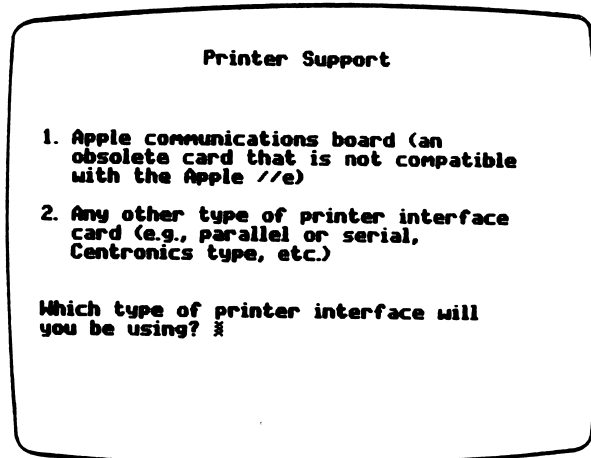 Printer Support
1. Apple communications board (an
obsolete card that is not compatible
with the Apple //e)
2. Any other type of printer interface
card (e.g., parallel or serial,
Centronics type, etc.)
Which type of printer interface will
you be using?